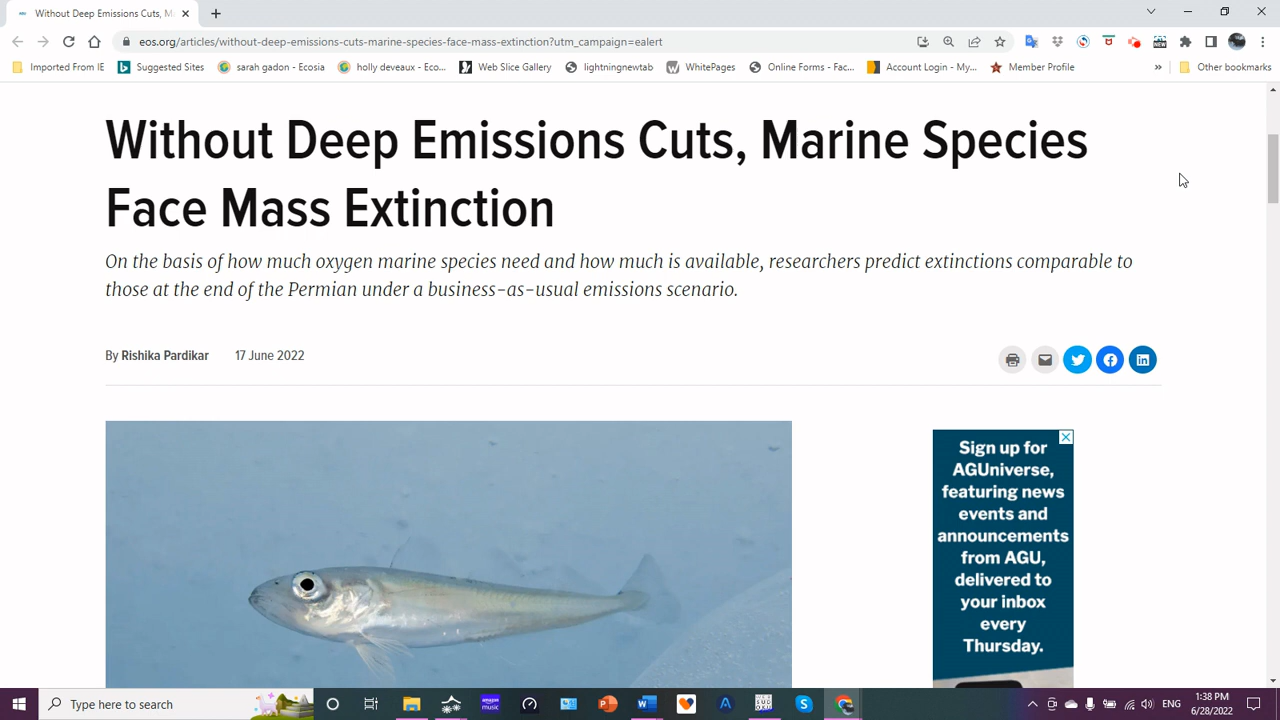 Without Deep Emissions Cuts, M
eos.org/articles/without-deep-emissions-cuts-marine-species-face-mass-extinction?utm_campaign=ealert
Imported From IE
Suggested Sites
sarah gadon - Ecosia
holly deveaux - Eco...
Web Slice Gallery
lightningnewtab
WhitePages
Online Forms - Fac...
Account Login - My...
Member Profile
»
Other bookmarks
Without Deep Emissions Cuts, Marine Species
Face Mass Extinction
On the basis of how much oxygen marine species need and how much is available, researchers predict extinctions comparable to
those at the end of the Permian under a business-as-usual emissions scenario.
By Rishika Pardikar 17 June 2022
Sign up for
AGUniverse,
featuring news
events and
announcements
from AGU,
delivered to
your inbox
every
Thursday.
Type here to search
amazon
music
ENG
1:38 PM
6/28/2022